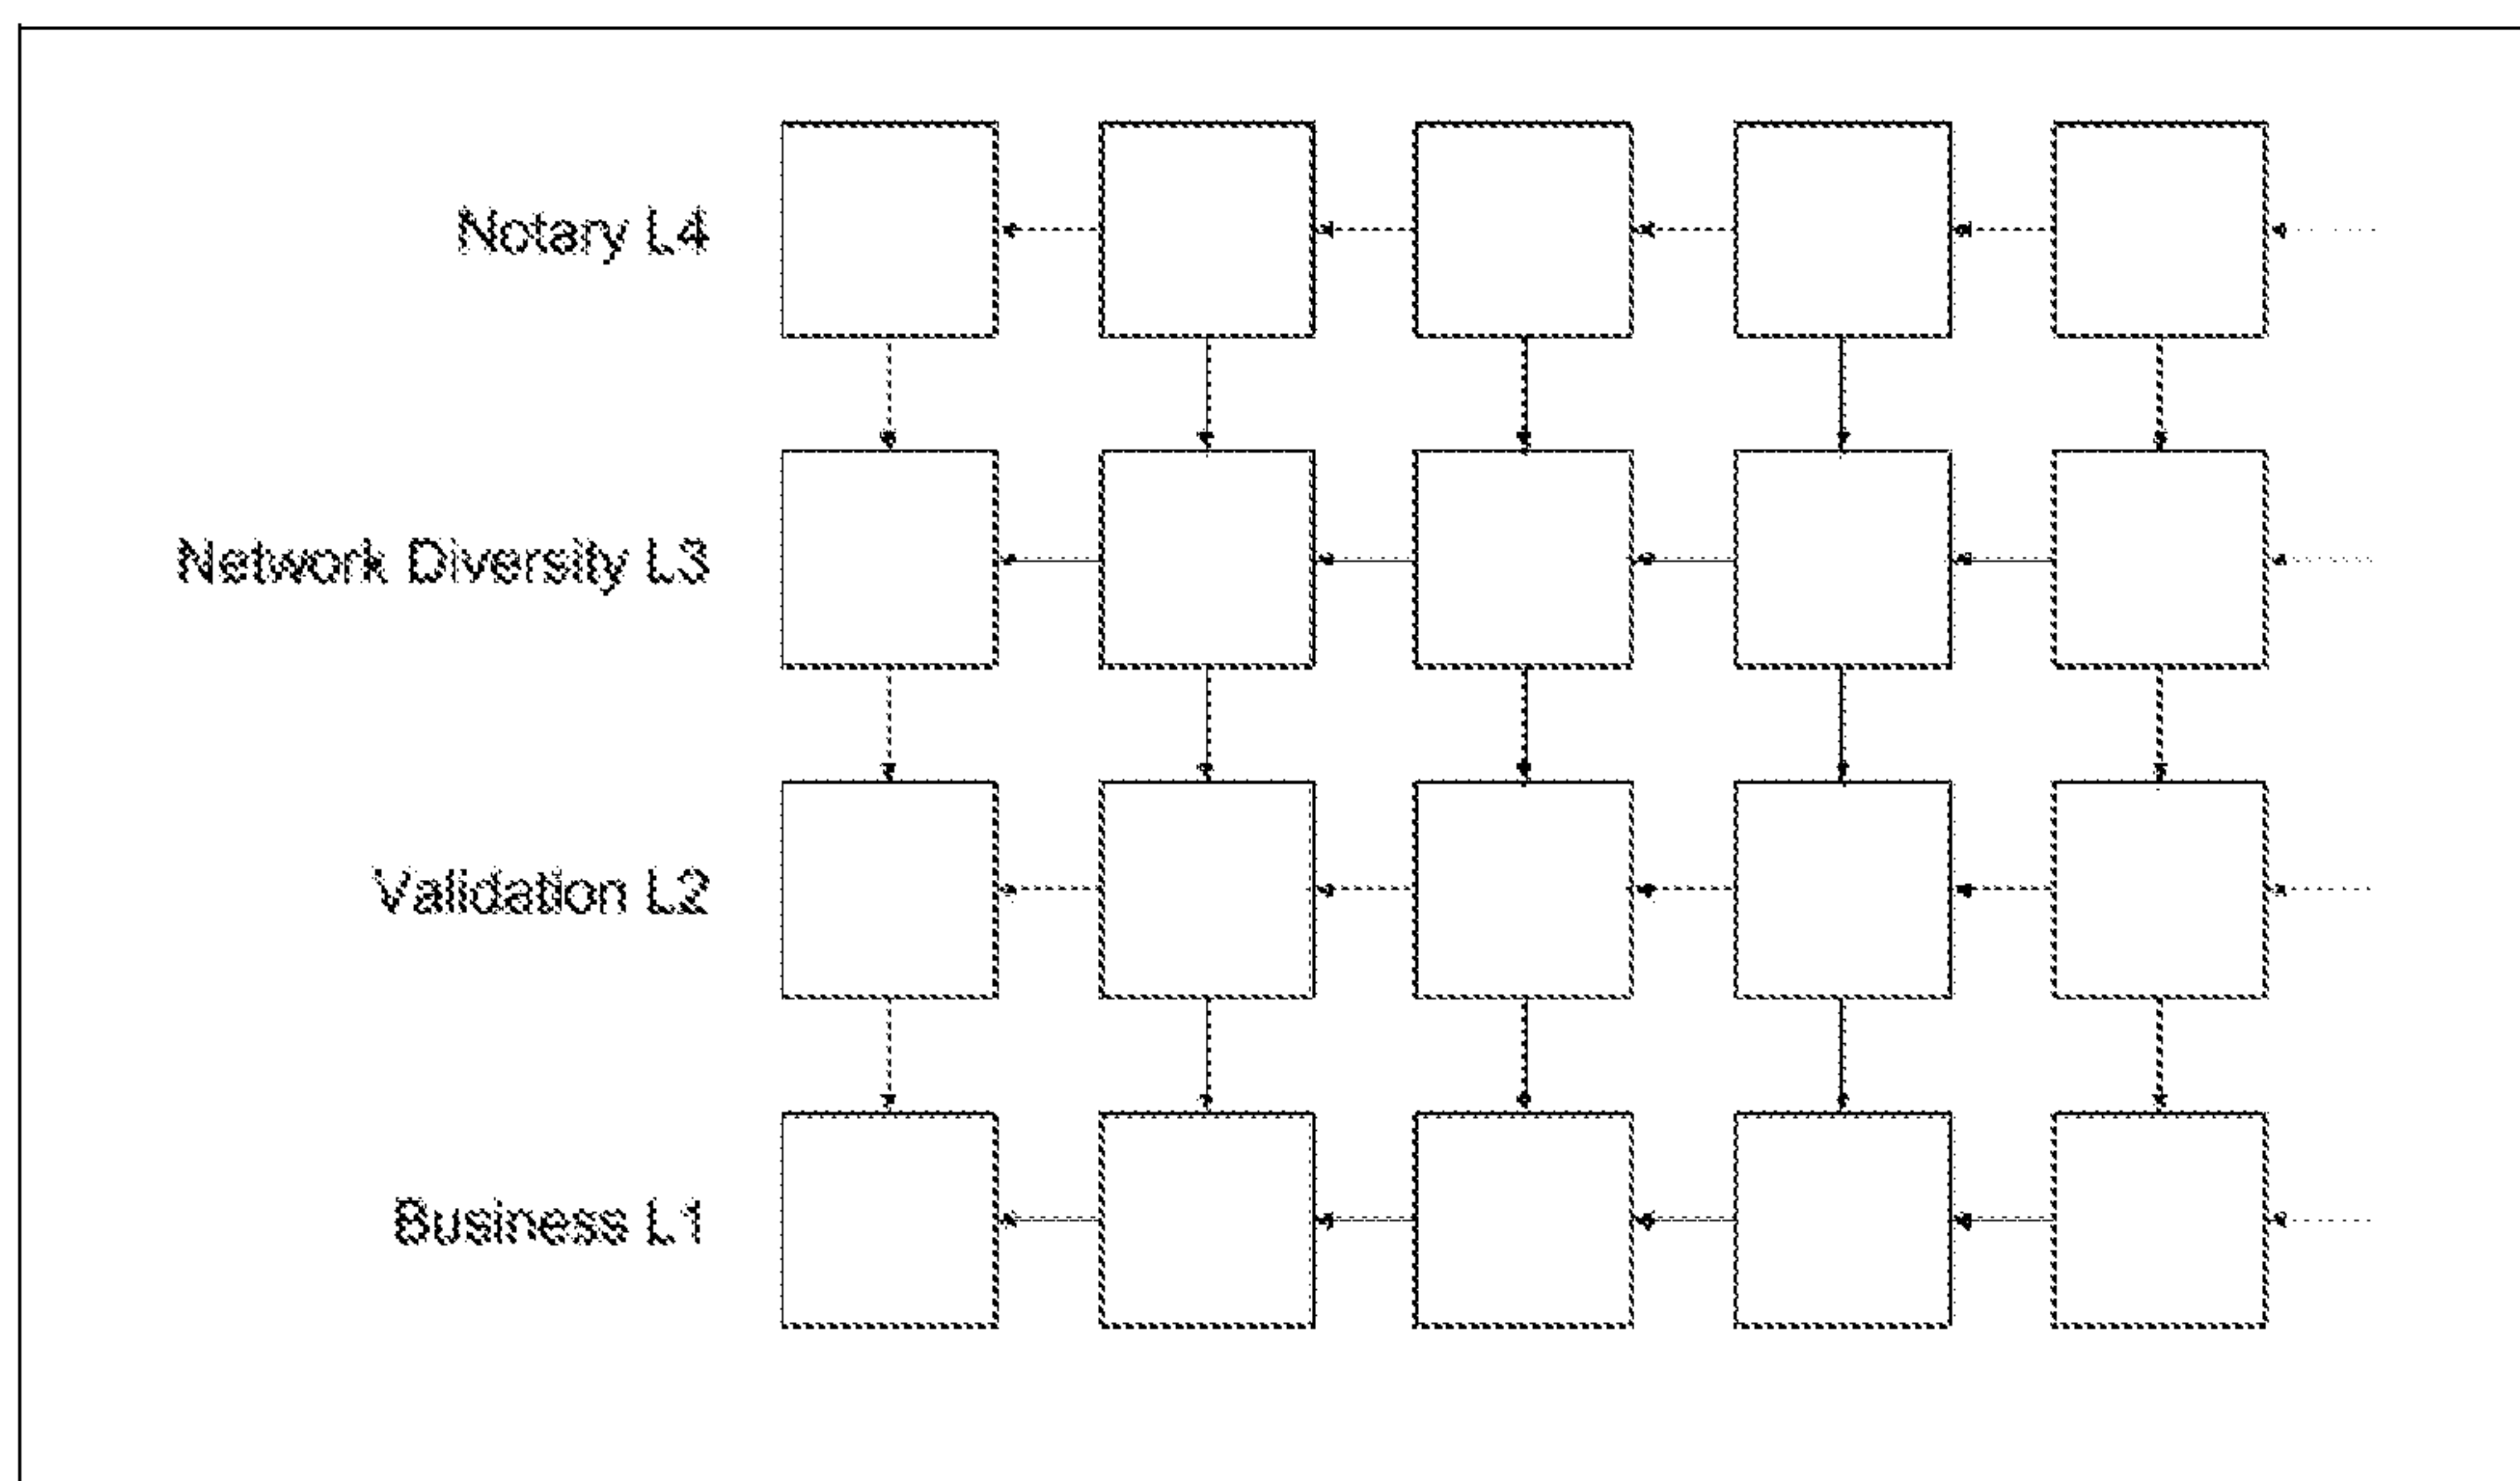 Notary L4
Network Diversity L3
Validation L2
Business L1